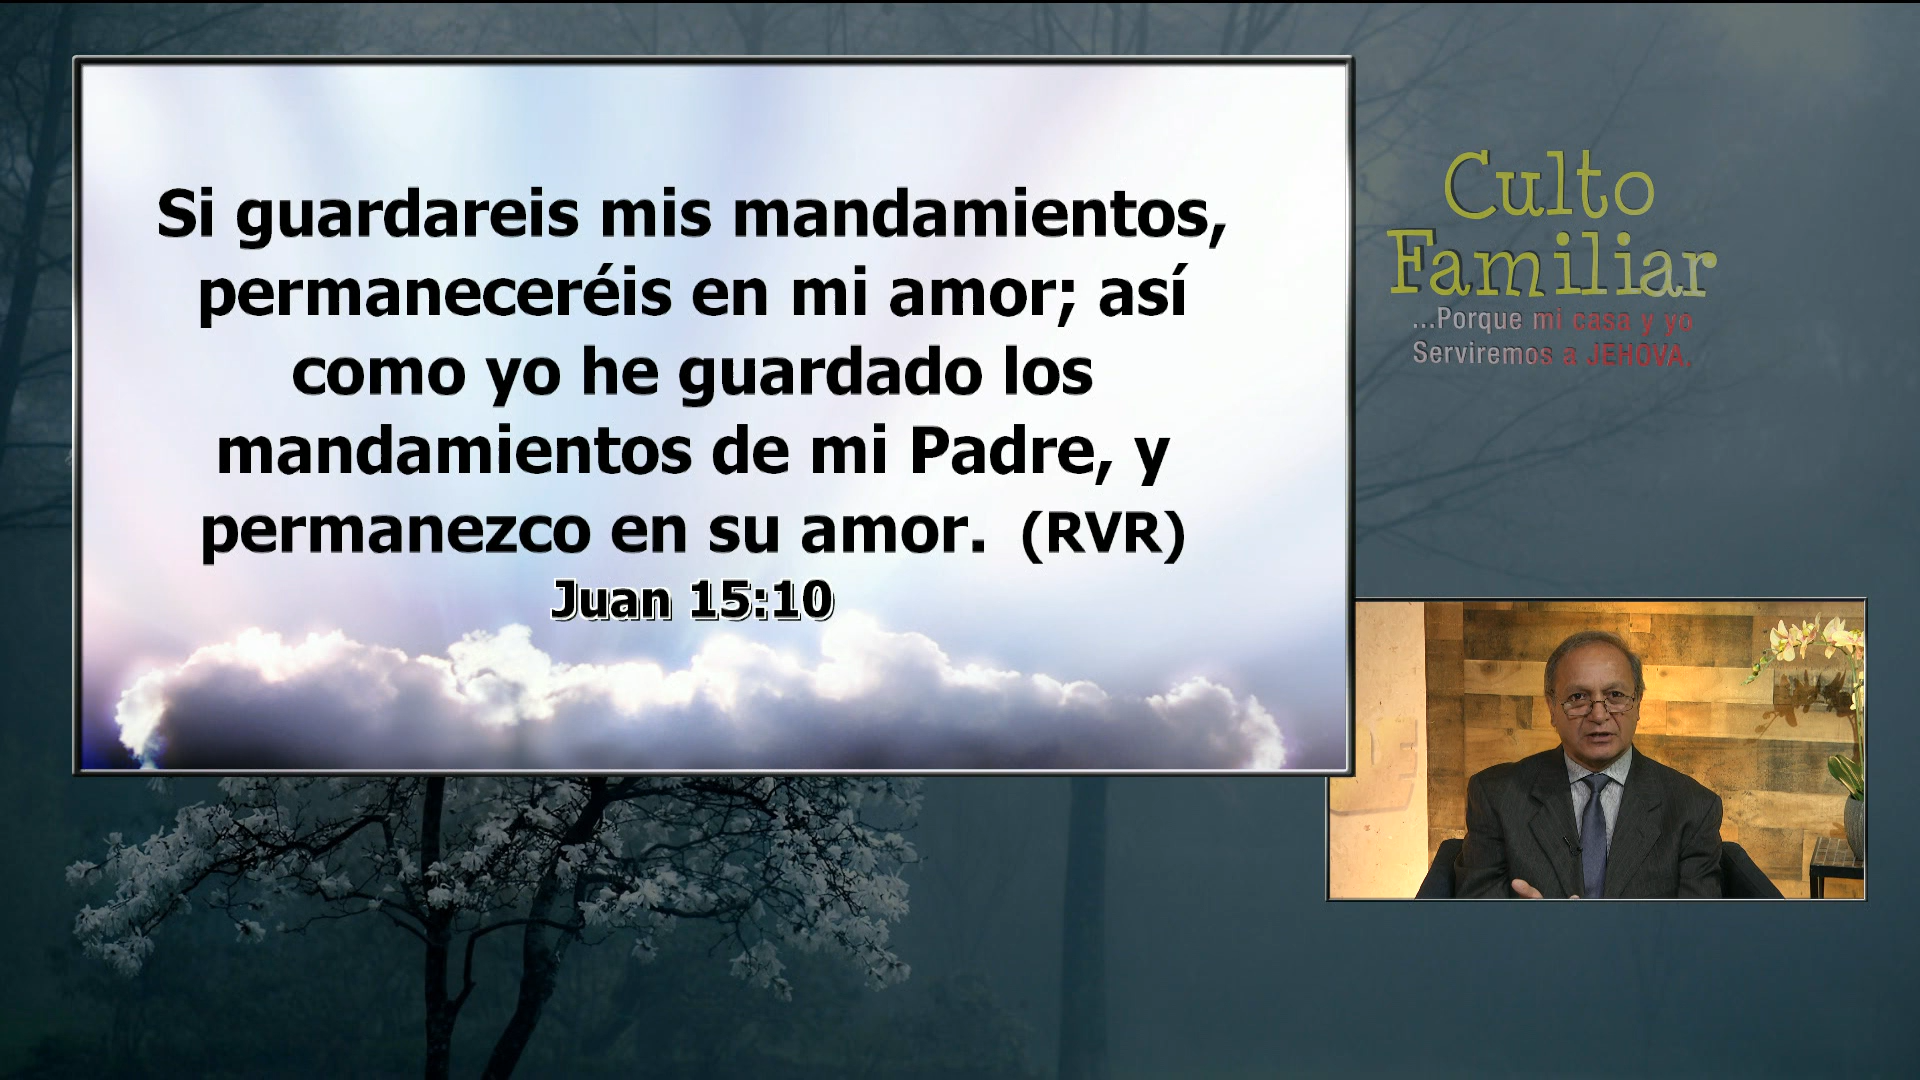 Si guardareis mis mandamientos,
permaneceréis en mi amor; así
como yo he guardado los
mandamientos de mi Padre, y
permanezco en su amor. (RVR)
Juan 15:10
Culto
Familiar
...Porque mi casa y yo
Serviremos a JEHOVA.